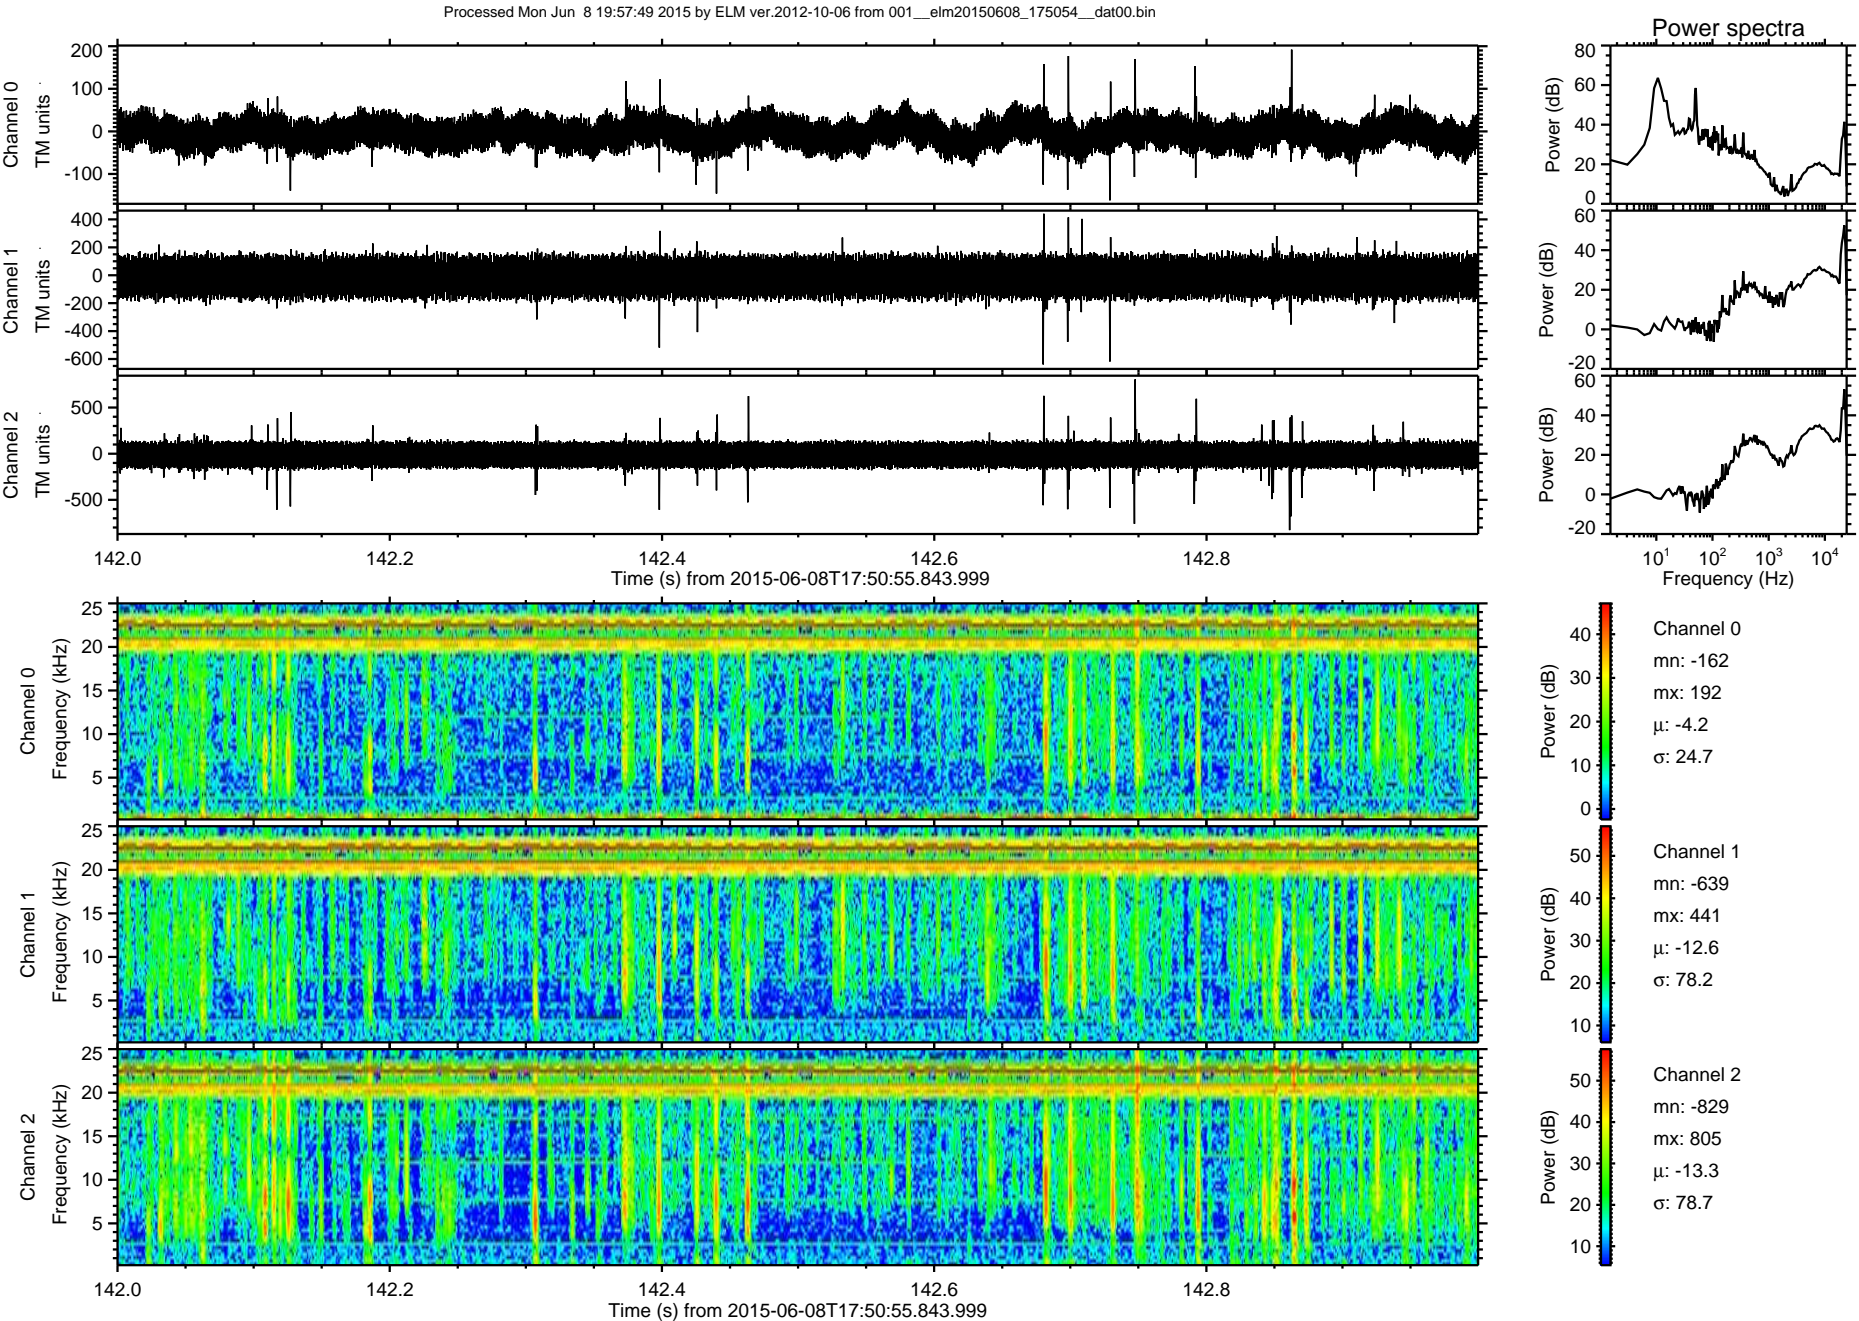 Processed Mon Jun  8 19:57:49 2015 by ELM ver.2012-10-06 from 001__elm20150608_175054__dat00.bin
Power spectra
Channel 0
TM units
200
100
0
-100
Power (dB)
80
60
40
20
0
Channel 1
TM units
400
200
0
-200
-400
-600
Power (dB)
60
40
20
0
-20
Channel 2
TM units
500
0
-500
Power (dB)
60
40
20
0
-20
142.0 142.2 142.4 142.6 142.8
Time (s) from 2015-06-08T17:50:55.843.999
10¹ 10² 10³ 10⁴
Frequency (Hz)
Channel 0
Frequency (kHz)
25
20
15
10
5
Power (dB)
40
30
20
10
0
Channel 0
mn: -162
mx: 192
μ: -4.2
σ: 24.7
Channel 1
Frequency (kHz)
25
20
15
10
5
Power (dB)
50
40
30
20
10
Channel 1
mn: -639
mx: 441
μ: -12.6
σ: 78.2
Channel 2
Frequency (kHz)
25
20
15
10
5
Power (dB)
50
40
30
20
10
Channel 2
mn: -829
mx: 805
μ: -13.3
σ: 78.7
142.0 142.2 142.4 142.6 142.8
Time (s) from 2015-06-08T17:50:55.843.999